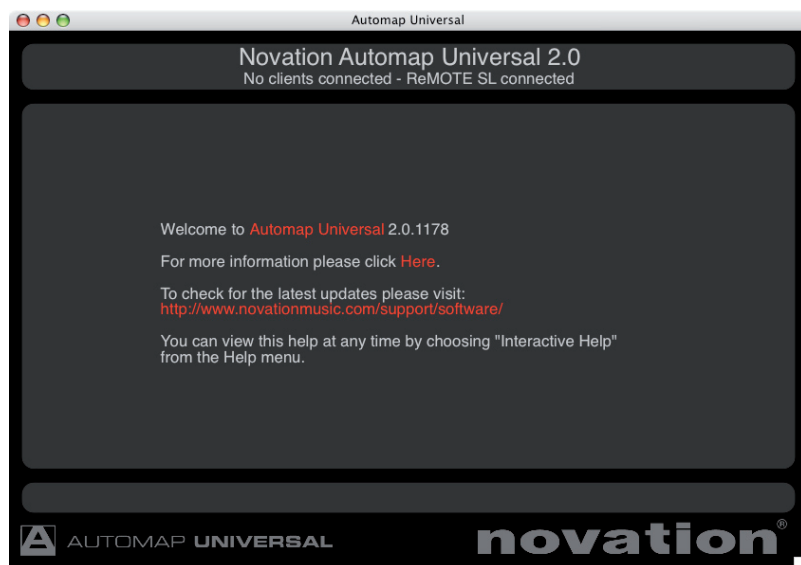 Automap Universal
Novation Automap Universal 2.0
No clients connected - ReMOTE SL connected
Welcome to Automap Universal 2.0.1178
For more information please click Here.
To check for the latest updates please visit:
http://www.novationmusic.com/support/software/
You can view this help at any time by choosing "Interactive Help"
from the Help menu.
A AUTOMAP UNIVERSAL
novation®